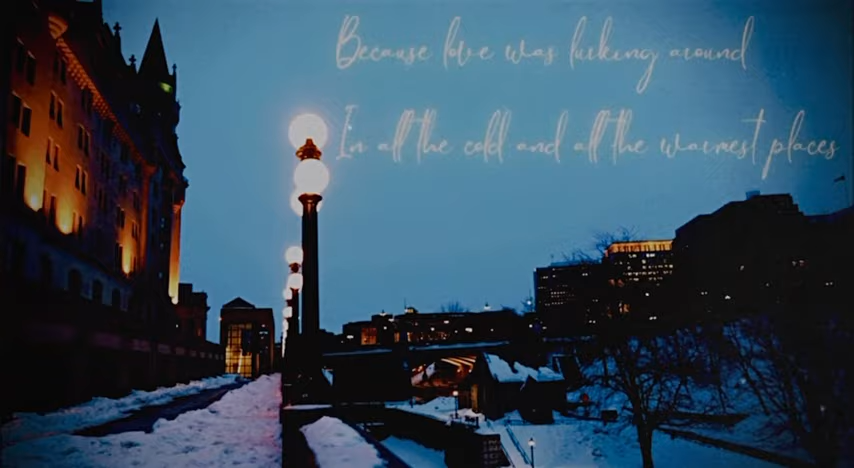 Because love was lurking around
In all the cold and all the warmest places